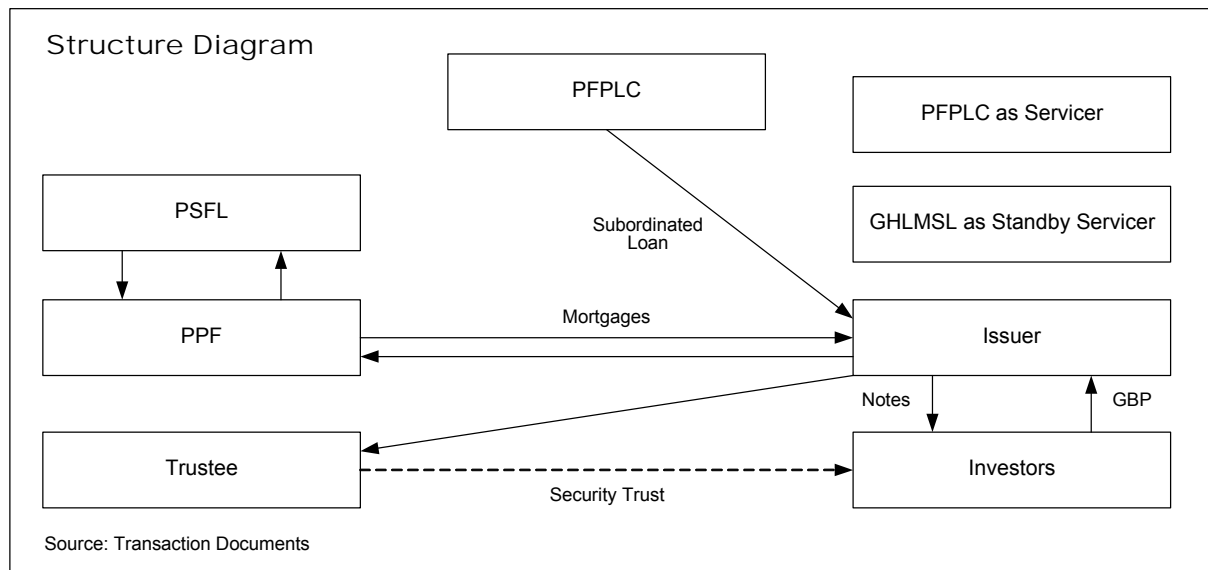 Structure Diagram
PFPLC
PFPLC as Servicer
PSFL
GHLMSL as Standby Servicer
Subordinated
Loan
PPF
Mortgages
Issuer
Notes
GBP
Trustee
Investors
Security Trust
Source: Transaction Documents